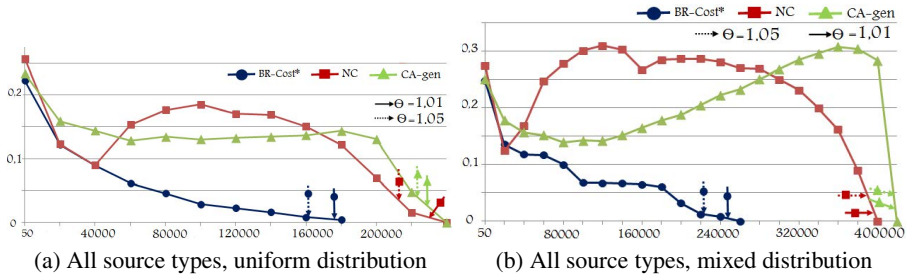 BR-Cost* NC CA-gen
Θ=1,01
Θ=1,05
0,2
0,1
0
50 40000 80000 120000 160000 200000
(a) All source types, uniform distribution
BR-Cost* NC CA-gen
Θ=1,05 Θ=1,01
0,3
0,2
0,1
0
50 80000 160000 240000 320000 400000
(b) All source types, mixed distribution